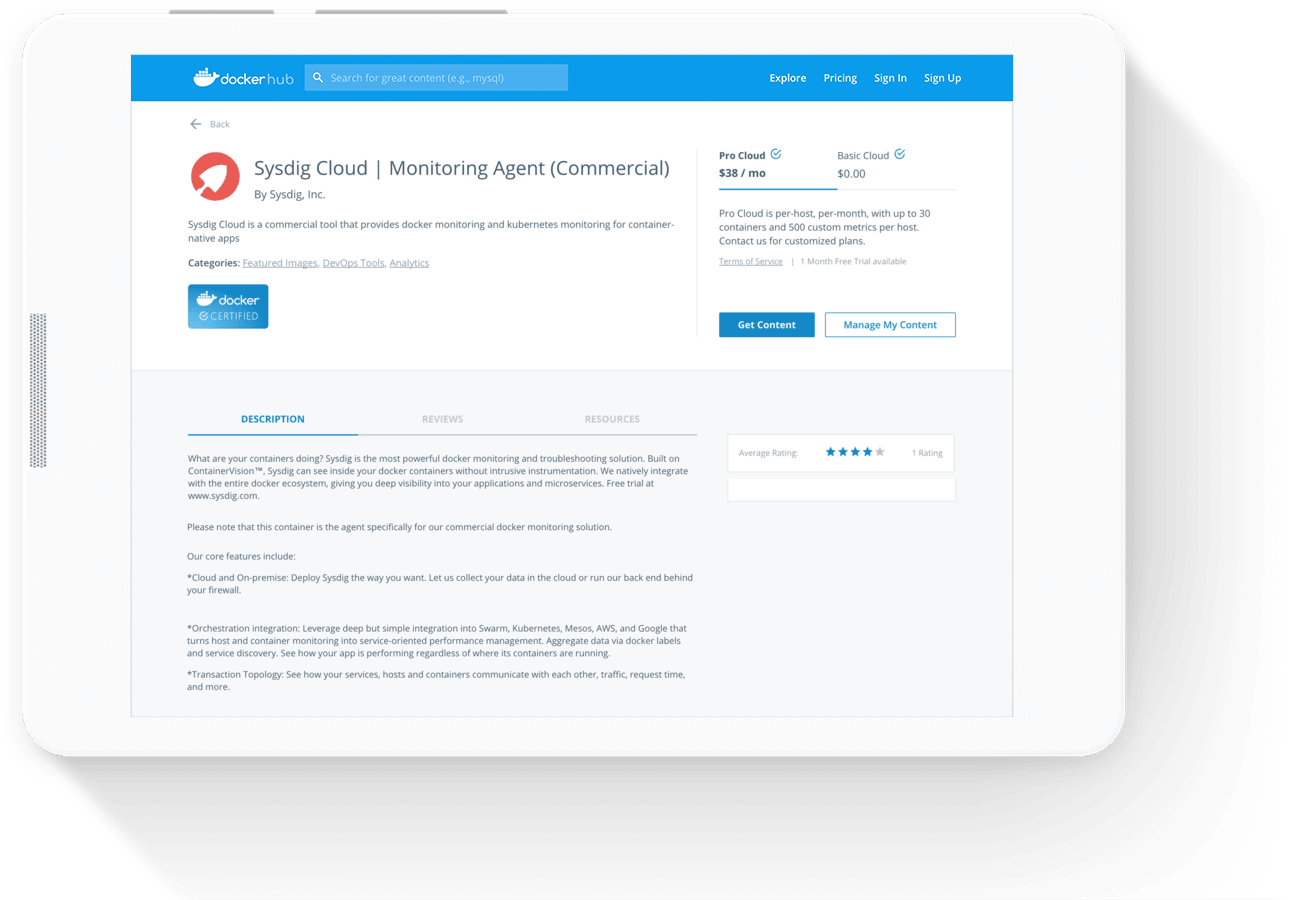 docker hub
Search for great content (e.g., mysql)
Explore
Pricing
Sign In
Sign Up
Back
Sysdig Cloud | Monitoring Agent (Commercial)
By Sysdig, Inc.
Sysdig Cloud is a commercial tool that provides docker monitoring and kubernetes monitoring for container-
native apps
Categories: Featured Images, DevOps Tools, Analytics
docker
CERTIFIED
Pro Cloud
$38 / mo
Basic Cloud
$0.00
Pro Cloud is per-host, per-month, with up to 30
containers and 500 custom metrics per host.
Contact us for customized plans.
Terms of Service | 1 Month Free Trial available
Get Content
Manage My Content
DESCRIPTION
REVIEWS
RESOURCES
What are your containers doing? Sysdig is the most powerful docker monitoring and troubleshooting solution. Built on
ContainerVision™, Sysdig can see inside your docker containers without intrusive instrumentation. We natively integrate
with the entire docker ecosystem, giving you deep visibility into your applications and microservices. Free trial at
www.sysdig.com.
Please note that this container is the agent specifically for our commercial docker monitoring solution.
Our core features include:
*Cloud and On-premise: Deploy Sysdig the way you want. Let us collect your data in the cloud or run our back end behind
your firewall.
*Orchestration integration: Leverage deep but simple integration into Swarm, Kubernetes, Mesos, AWS, and Google that
turns host and container monitoring into service-oriented performance management. Aggregate data via docker labels
and service discovery. See how your app is performing regardless of where its containers are running.
*Transaction Topology: See how your services, hosts and containers communicate with each other, traffic, request time,
and more.
Average Rating:
1 Rating